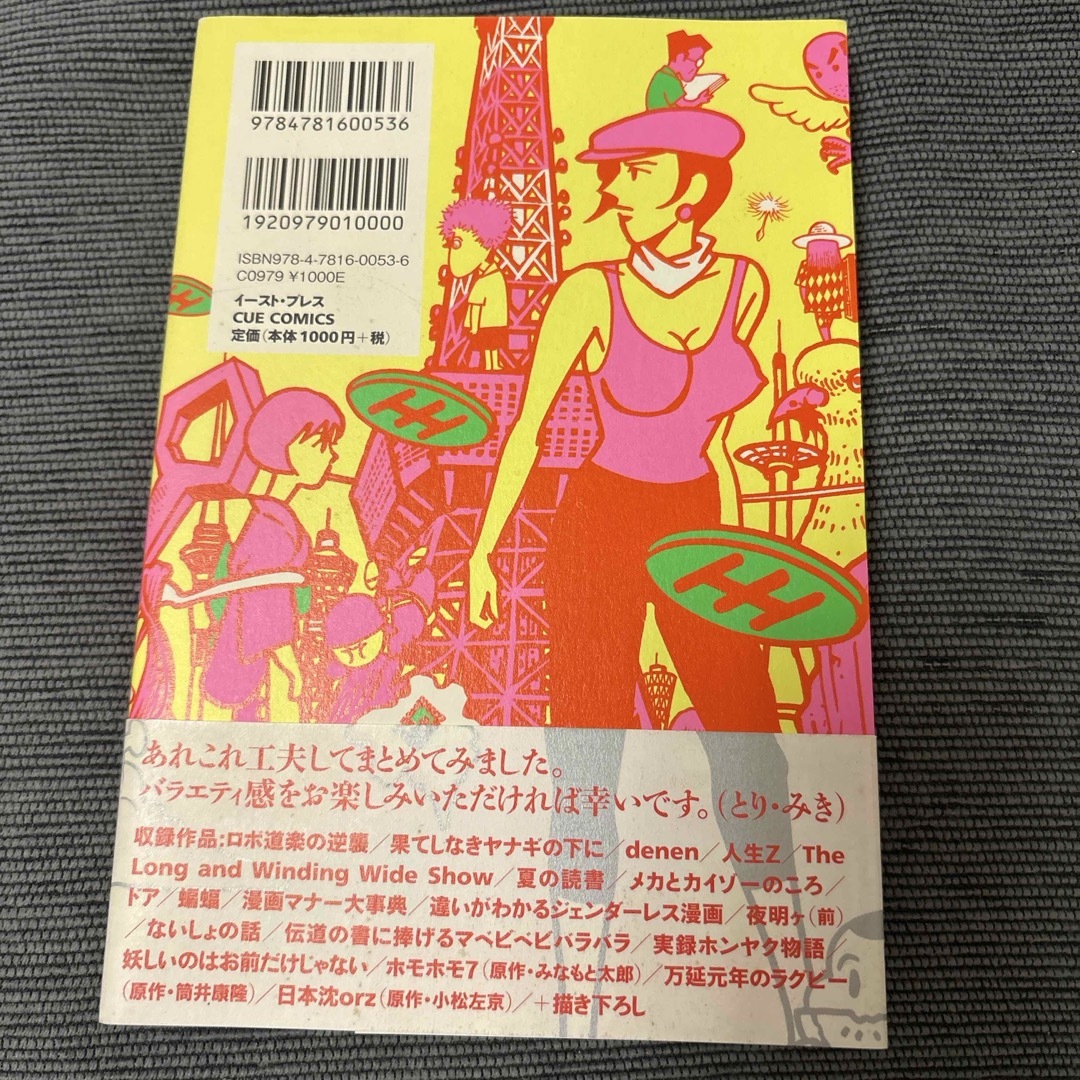 9784781600536
1920979010000
ISBN978-4-7816-0053-6
C0979 ¥1000E
イースト・プレス
CUE COMICS
定価(本体1000円+税)
あれこれ工夫してまとめてみました。
バラエティ感をお楽しみいただければ幸いです。(とり・みき)
収録作品:ロボ道楽の逆襲/果てしなきヤナギの下に/denen/人生Z/The
Long and Winding Wide Show/夏の読書/メカとカイゾーのころ/
ドア/蝙蝠/漫画マナー大事典/違いがわかるジェンダーレス漫画/夜明ヶ(前)
/ないしょの話/伝道の書に捧げるマベビベビバラバラ/実録ホンヤク物語/
妖しいのはお前だけじゃない/ホモホモ7(原作・みなもと太郎)/万延元年のラグビー
(原作・筒井康隆)/日本沈orz(原作・小松左京)/+描き下ろし